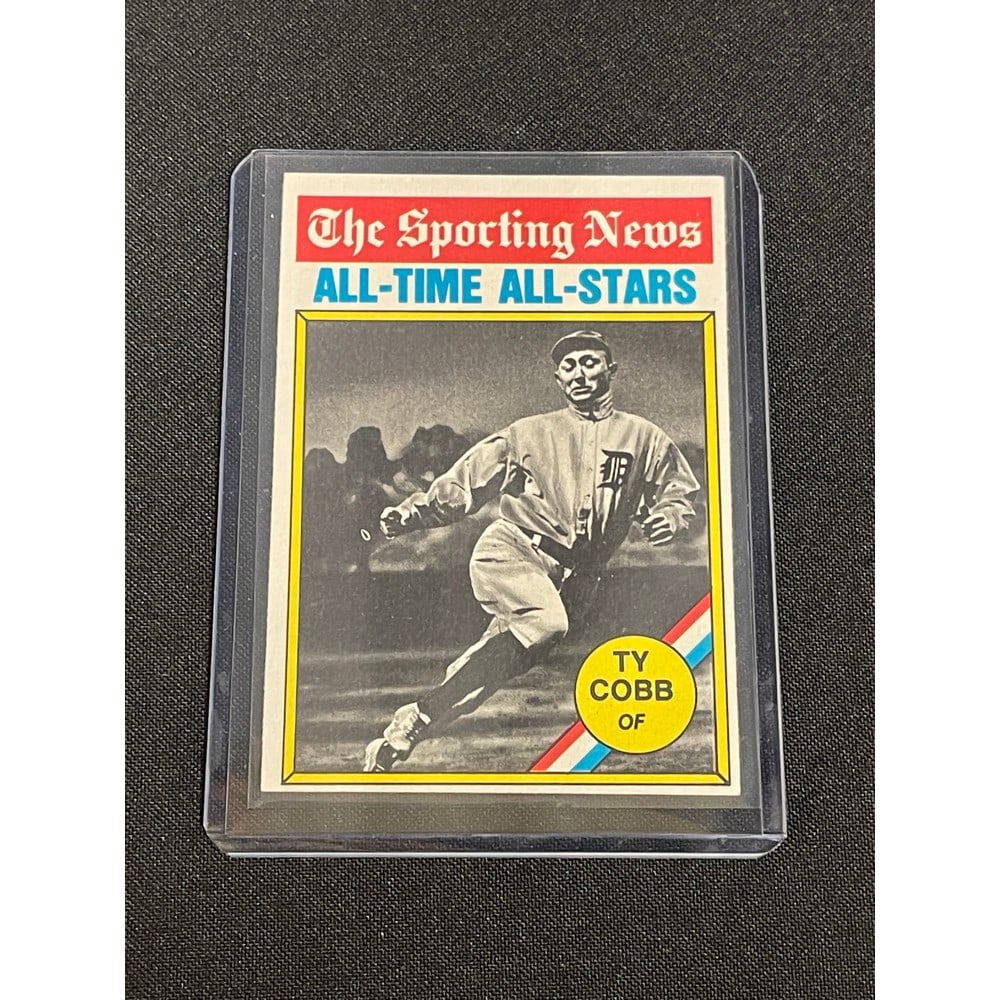 The Sporting News
ALL-TIME ALL-STARS
D
TY
COBB
OF